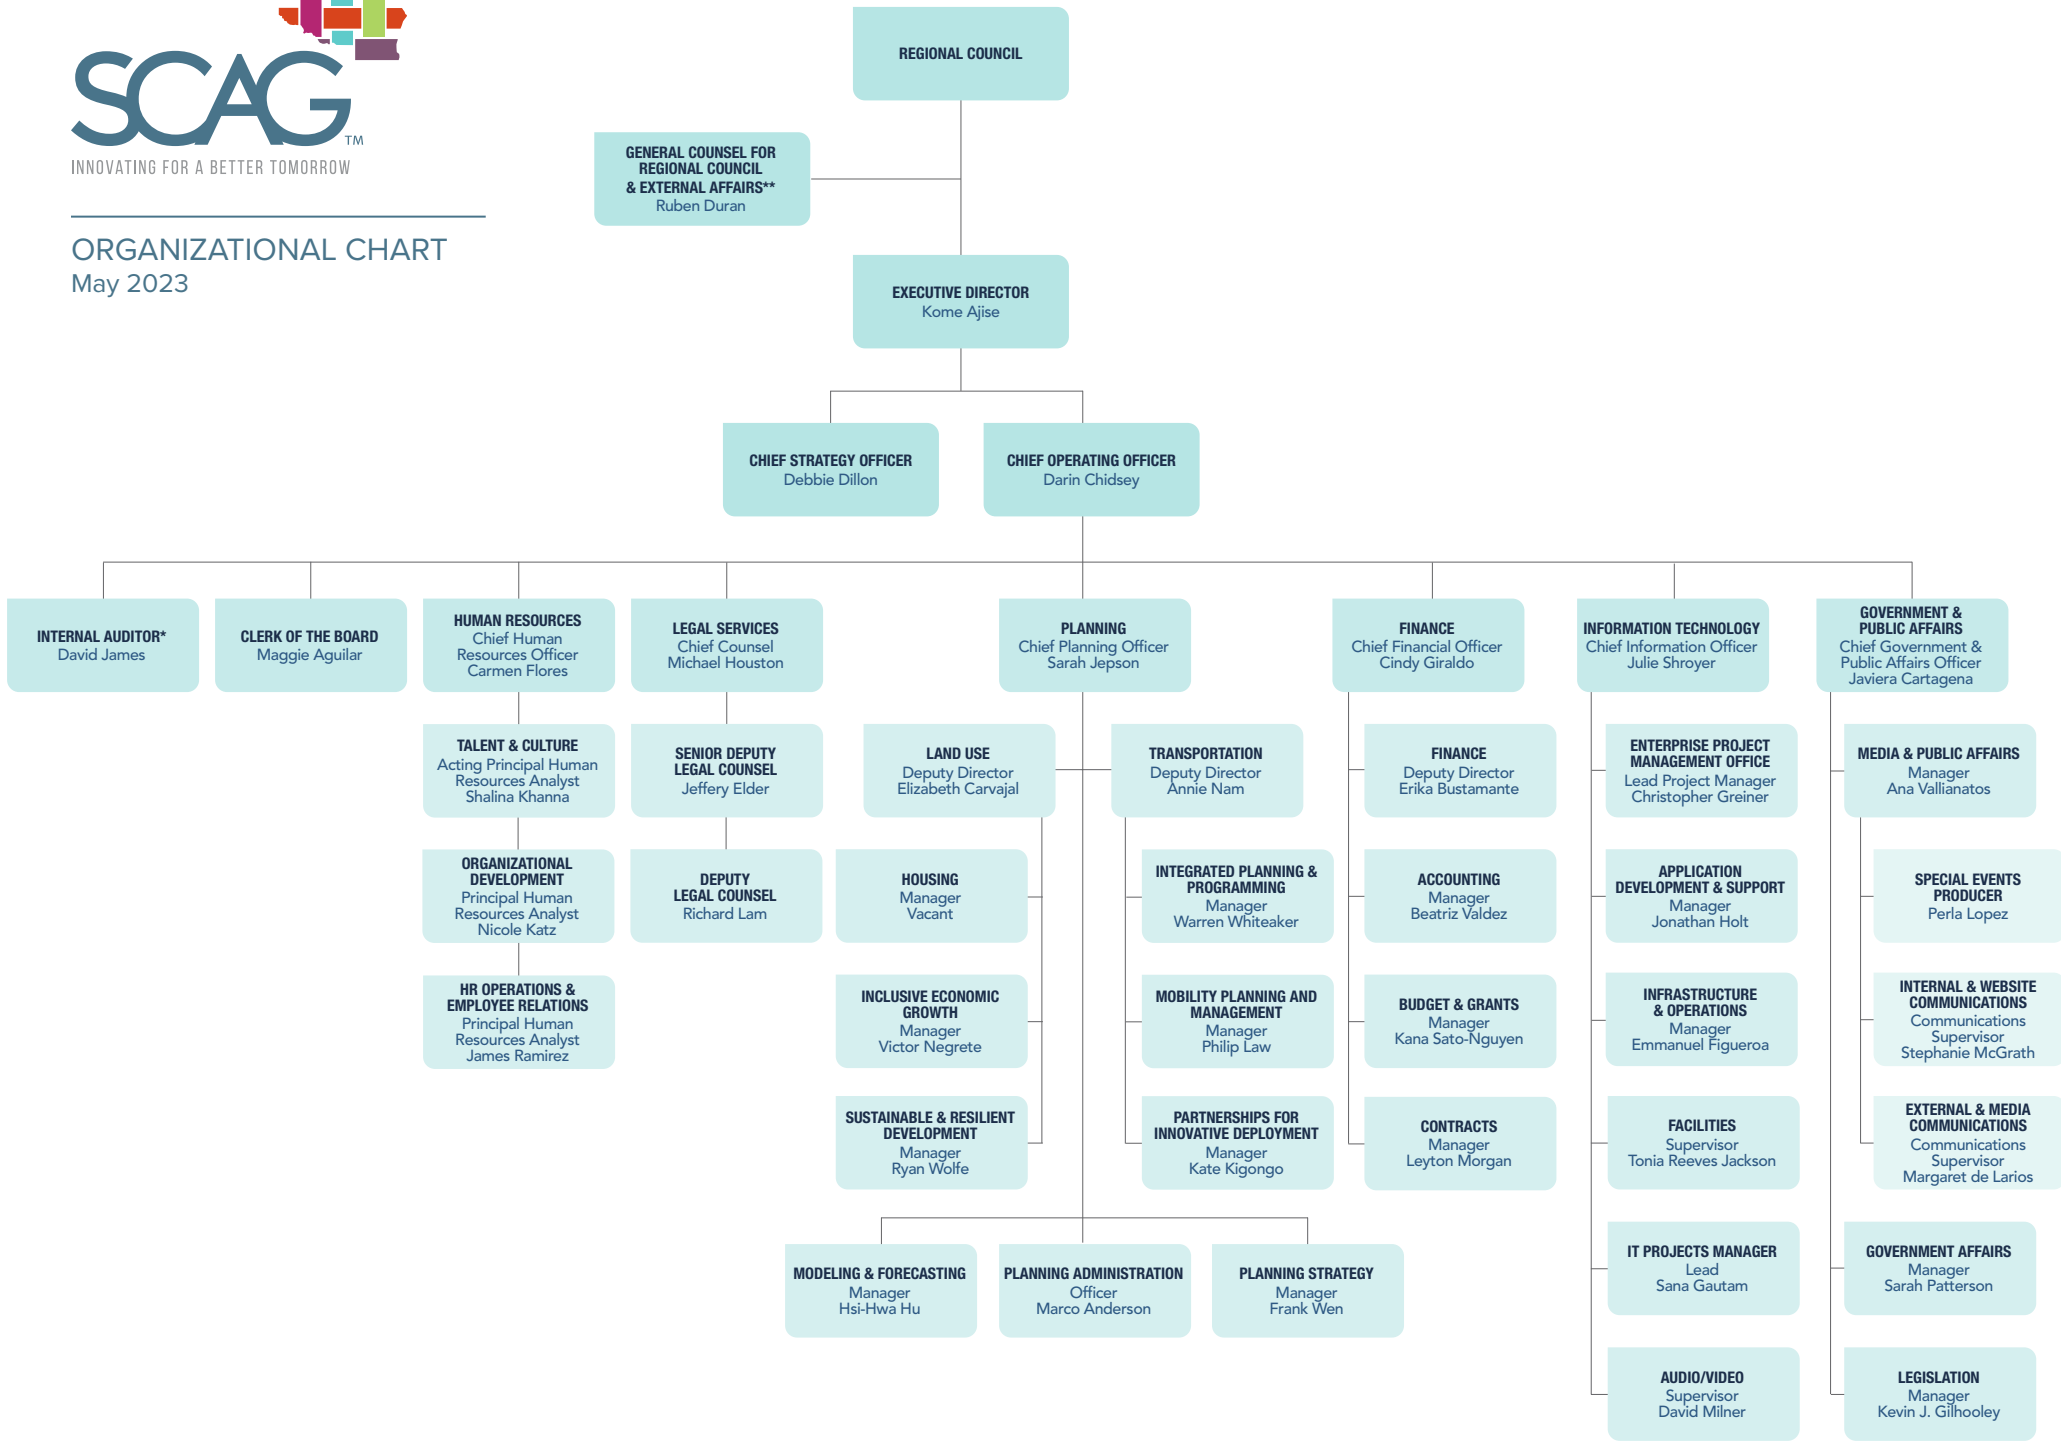 SCAG™
INNOVATING FOR A BETTER TOMORROW
ORGANIZATIONAL CHART
May 2023
REGIONAL COUNCIL
GENERAL COUNSEL FOR
REGIONAL COUNCIL
& EXTERNAL AFFAIRS**
Ruben Duran
EXECUTIVE DIRECTOR
Kome Ajise
CHIEF STRATEGY OFFICER
Debbie Dillon
CHIEF OPERATING OFFICER
Darin Chidsey
INTERNAL AUDITOR*
David James
CLERK OF THE BOARD
Maggie Aguilar
HUMAN RESOURCES
Chief Human
Resources Officer
Carmen Flores
LEGAL SERVICES
Chief Counsel
Michael Houston
PLANNING
Chief Planning Officer
Sarah Jepson
FINANCE
Chief Financial Officer
Cindy Giraldo
INFORMATION TECHNOLOGY
Chief Information Officer
Julie Shroyer
GOVERNMENT &
PUBLIC AFFAIRS
Chief Government &
Public Affairs Officer
Javiera Cartagena
TALENT & CULTURE
Acting Principal Human
Resources Analyst
Shalina Khanna
ORGANIZATIONAL
DEVELOPMENT
Principal Human
Resources Analyst
Nicole Katz
HR OPERATIONS &
EMPLOYEE RELATIONS
Principal Human
Resources Analyst
James Ramirez
SENIOR DEPUTY
LEGAL COUNSEL
Jeffery Elder
DEPUTY
LEGAL COUNSEL
Richard Lam
LAND USE
Deputy Director
Elizabeth Carvajal
HOUSING
Manager
Vacant
INCLUSIVE ECONOMIC
GROWTH
Manager
Victor Negrete
SUSTAINABLE & RESILIENT
DEVELOPMENT
Manager
Ryan Wolfe
TRANSPORTATION
Deputy Director
Annie Nam
INTEGRATED PLANNING &
PROGRAMMING
Manager
Warren Whiteaker
MOBILITY PLANNING AND
MANAGEMENT
Manager
Philip Law
PARTNERSHIPS FOR
INNOVATIVE DEPLOYMENT
Manager
Kate Kigongo
MODELING & FORECASTING
Manager
Hsi-Hwa Hu
PLANNING ADMINISTRATION
Officer
Marco Anderson
PLANNING STRATEGY
Manager
Frank Wen
FINANCE
Deputy Director
Erika Bustamante
ACCOUNTING
Manager
Beatriz Valdez
BUDGET & GRANTS
Manager
Kana Sato-Nguyen
CONTRACTS
Manager
Leyton Morgan
ENTERPRISE PROJECT
MANAGEMENT OFFICE
Lead Project Manager
Christopher Greiner
APPLICATION
DEVELOPMENT & SUPPORT
Manager
Jonathan Holt
INFRASTRUCTURE
& OPERATIONS
Manager
Emmanuel Figueroa
FACILITIES
Supervisor
Tonia Reeves Jackson
IT PROJECTS MANAGER
Lead
Sana Gautam
AUDIO/VIDEO
Supervisor
David Milner
MEDIA & PUBLIC AFFAIRS
Manager
Ana Vallianatos
SPECIAL EVENTS
PRODUCER
Perla Lopez
INTERNAL & WEBSITE
COMMUNICATIONS
Communications
Supervisor
Stephanie McGrath
EXTERNAL & MEDIA
COMMUNICATIONS
Communications
Supervisor
Margaret de Larios
GOVERNMENT AFFAIRS
Manager
Sarah Patterson
LEGISLATION
Manager
Kevin J. Gilhooley